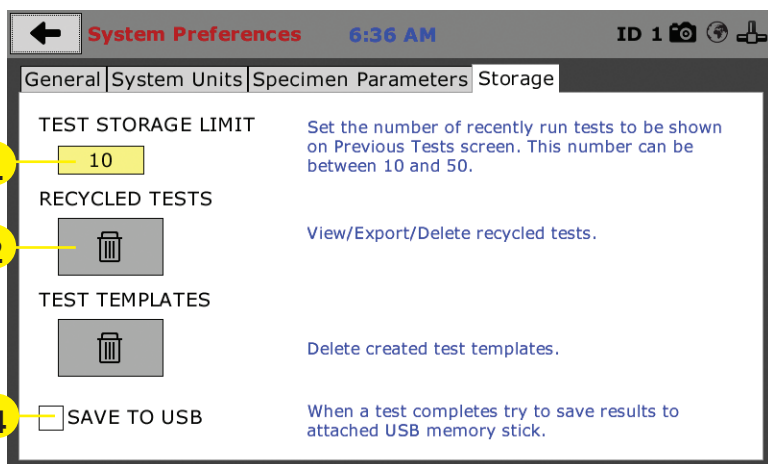 System Preferences 6:36 AM ID 1
General System Units Specimen Parameters Storage
TEST STORAGE LIMIT
Set the number of recently run tests to be shown
on Previous Tests screen. This number can be
between 10 and 50.
10
RECYCLED TESTS
View/Export/Delete recycled tests.
TEST TEMPLATES
Delete created test templates.
4
SAVE TO USB
When a test completes try to save results to
attached USB memory stick.